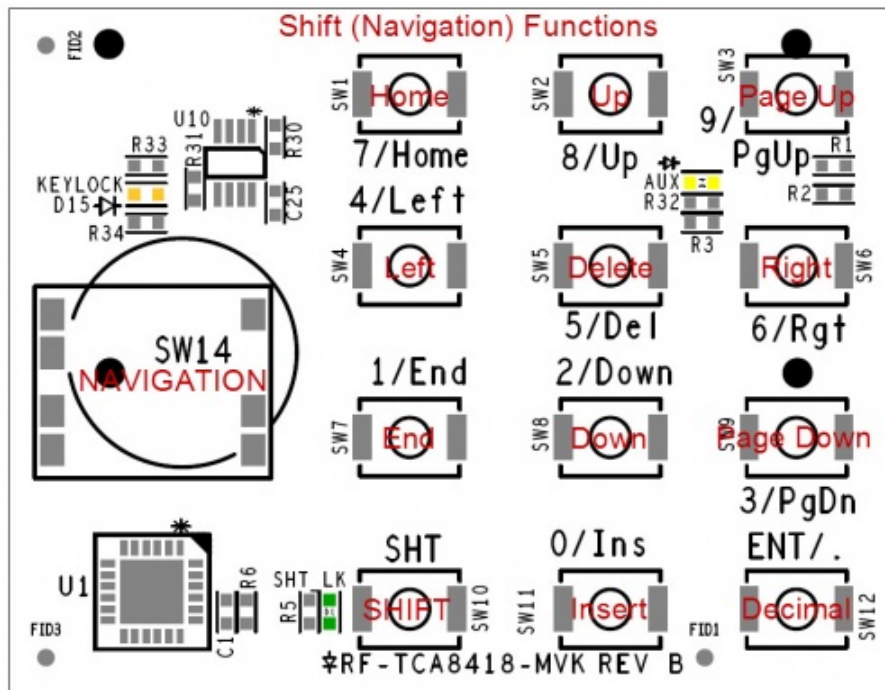 Shift (Navigation) Functions
FID2
SW1
Home
SW2
Up
SW3
Page Up
9/
U10
*
R31
R30
7/Home
8/Up
PgUp
R1
R33
KEYLOCK
D15
R34
C25
4/Left
AUX
R32
R2
R3
SW4
Left
SW5
Delete
Right
SW6
5/Del
6/Rgt
SW14
NAVIGATION
1/End
2/Down
SW7
End
SW8
Down
SW9
Page Down
3/PgDn
*
SHT
0/Ins
ENT/.
U1
C1
R6
SHT_LK
R5
SHIFT
SW10
SW11
Insert
Decimal
SW12
FID3
FID1
RF-TCA8418-MVK REV B